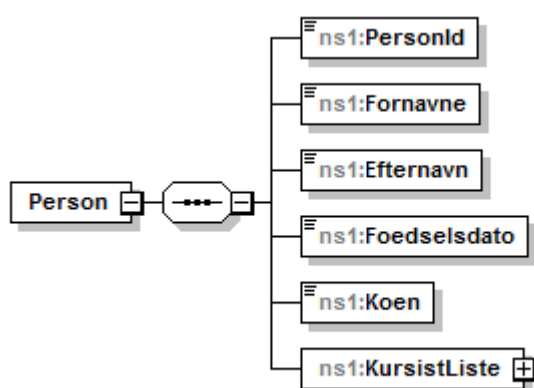 ns1:PersonId
ns1:Fornavne
ns1:Efternavn
Person
ns1:Foedselsdato
ns1:Koen
ns1:KursistListe